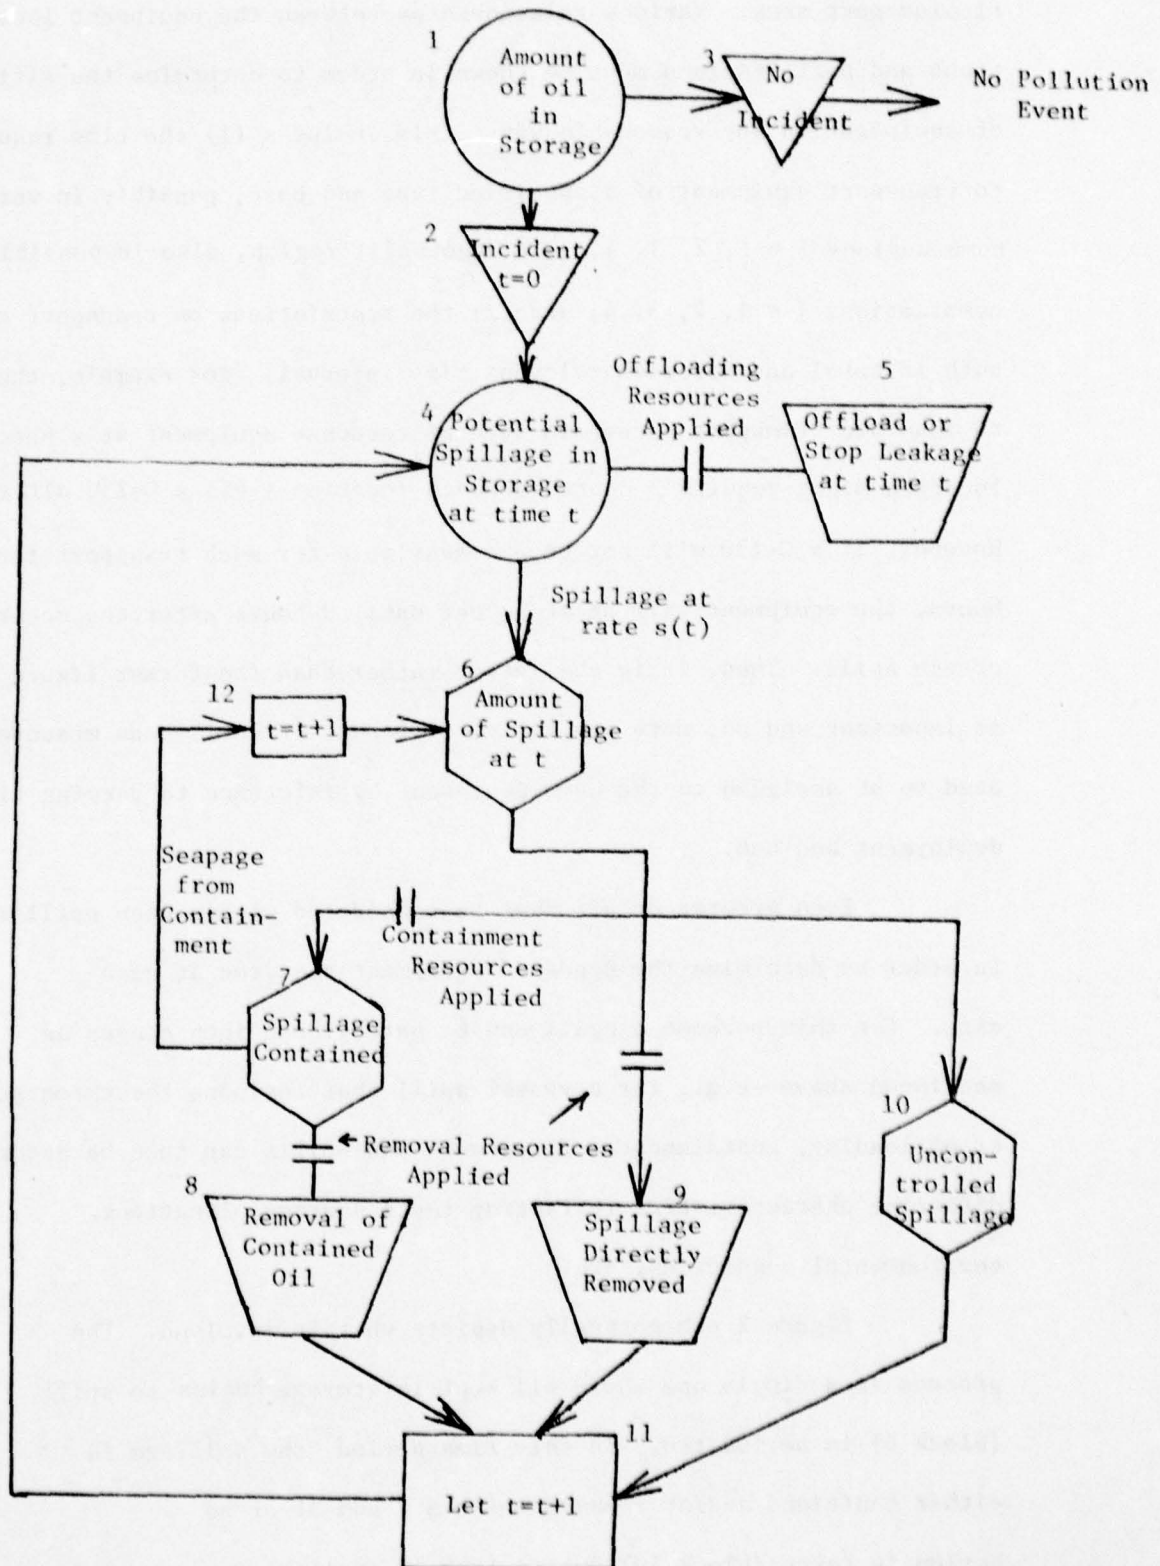 1
Amount
of oil
in
Storage
3
No
Incident
No Pollution
Event
2
Incident
t=0
4
Potential
Spillage in
Storage
at time t
Offloading
Resources
Applied
5
Offload or
Stop Leakage
at time t
Spillage at
rate s(t)
6
Amount
of Spillage
at t
12
t=t+1
Seapage
from
Contain-
ment
Containment
Resources
Applied
7
Spillage
Contained
Removal Resources
Applied
8
Removal of
Contained
Oil
9
Spillage
Directly
Removed
10
Uncon-
trolled
Spillage
11
Let t=t+1